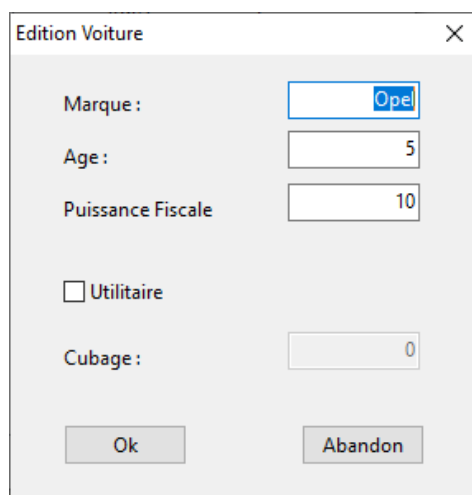 Edition Voiture
Marque : Opel
Age : 5
Puissance Fiscale 10
Utilitaire
Cubage : 0
Ok Abandon